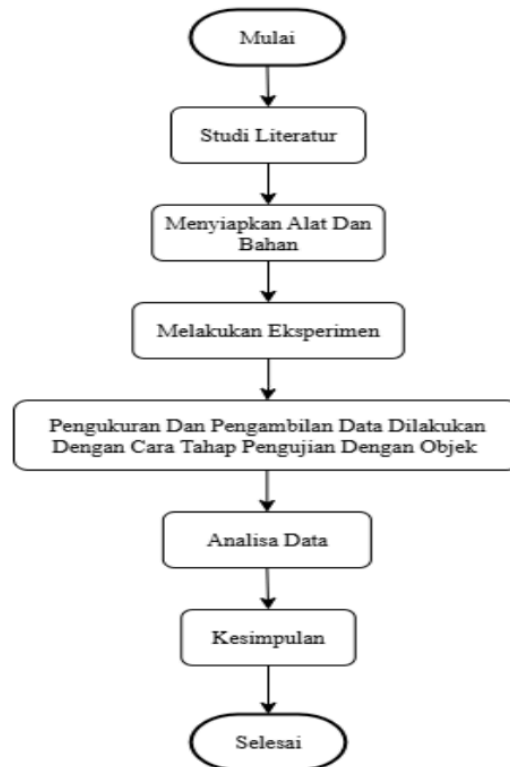 Mulai
Studi Literatur
Menyiapkan Alat Dan
Bahan
Melakukan Eksperimen
Pengukuran Dan Pengambilan Data Dilakukan
Dengan Cara Tahap Pengujian Dengan Objek
Analisa Data
Kesimpulan
Selesai